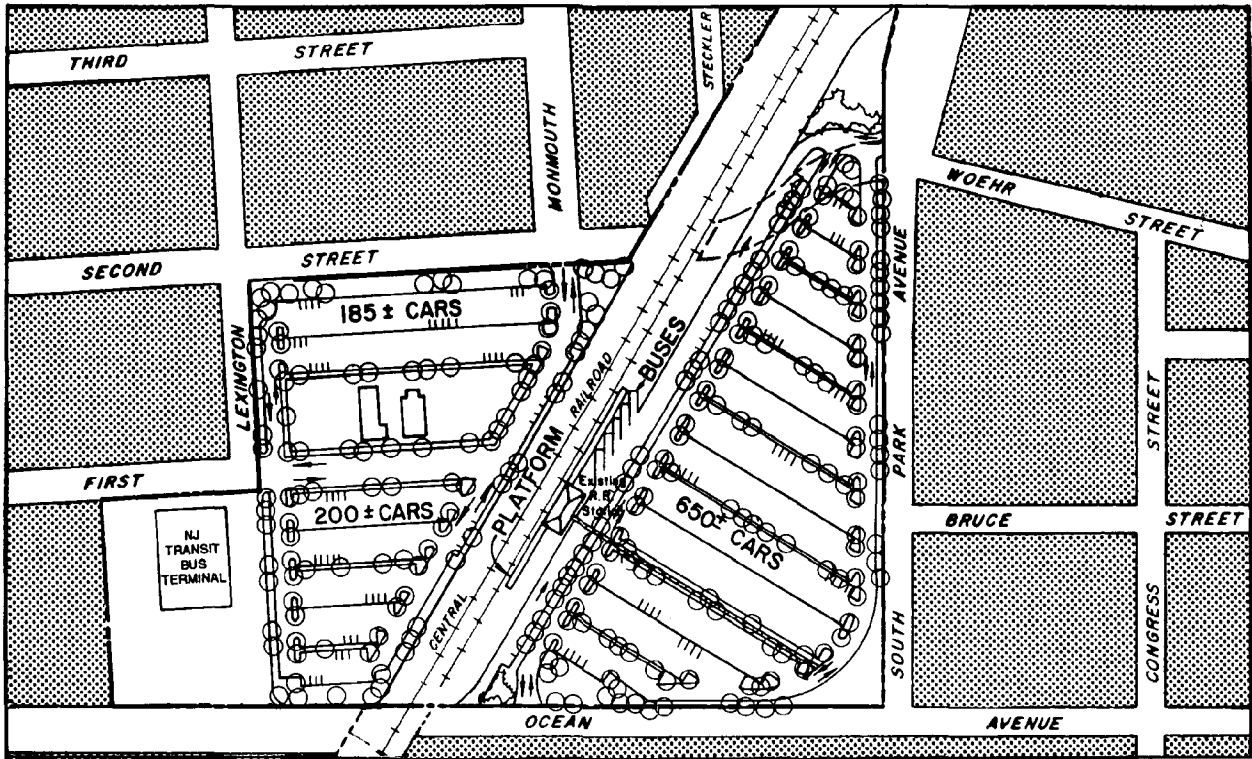 THIRD STREET
MONMOUTH
STECKLER
WOEHR STREET
SECOND STREET
LEXINGTON
185 ± CARS
AVENUE
BUSES
RAILROAD
PLATFORM
PARK
STREET
FIRST
200 ± CARS
Existing
R.R.
Station
650± CARS
BRUCE STREET
NJ
TRANSIT
BUS
TERMINAL
CENTRAL
SOUTH
CONGRESS
OCEAN AVENUE